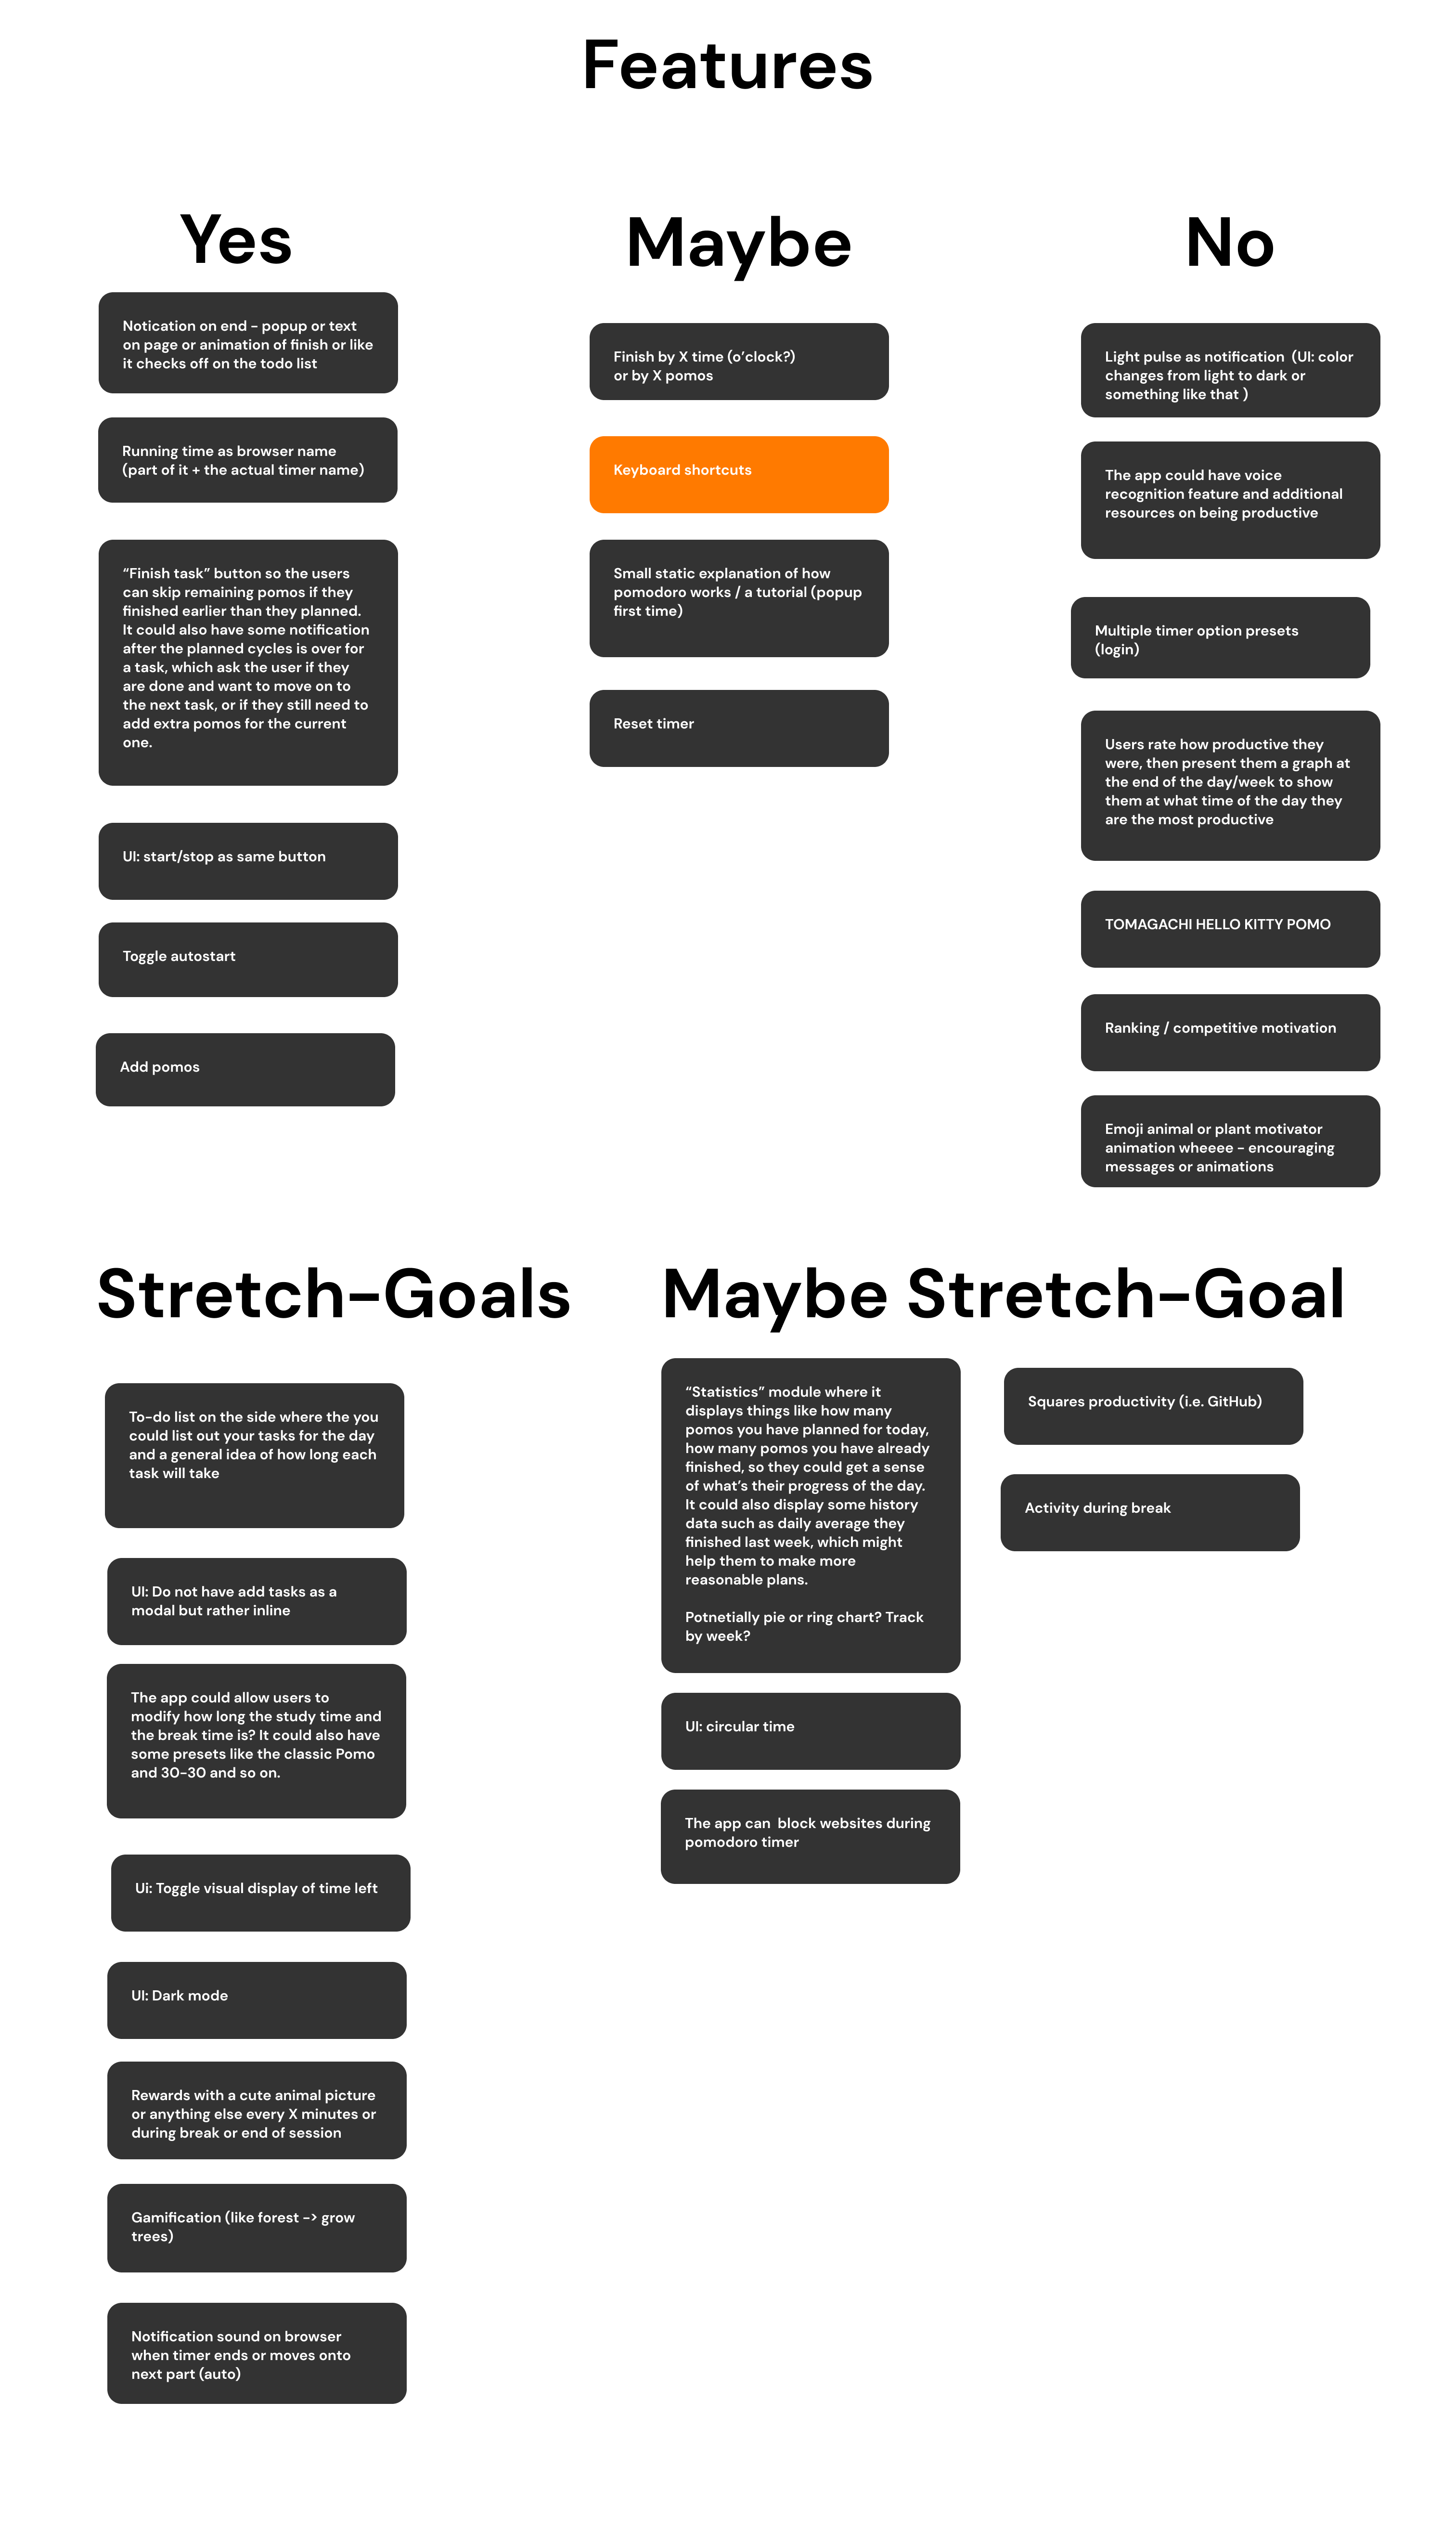 Features
Yes
Notication on end - popup or text
on page or animation of finish or like
it checks off on the todo list
Running time as browser name
(part of it + the actual timer name)
“Finish task” button so the users
can skip remaining pomos if they
finished earlier than they planned.
It could also have some notification
after the planned cycles is over for
a task, which ask the user if they
are done and want to move on to
the next task, or if they still need to
add extra pomos for the current
one.
UI: start/stop as same button
Toggle autostart
Add pomos
Maybe
Finish by X time (o’clock?)
or by X pomos
Keyboard shortcuts
Small static explanation of how
pomodoro works / a tutorial (popup
first time)
Reset timer
No
Light pulse as notification  (UI: color
changes from light to dark or
something like that )
The app could have voice
recognition feature and additional
resources on being productive
Multiple timer option presets
(login)
Users rate how productive they
were, then present them a graph at
the end of the day/week to show
them at what time of the day they
are the most productive
TOMAGACHI HELLO KITTY POMO
Ranking / competitive motivation
Emoji animal or plant motivator
animation wheeee - encouraging
messages or animations
Stretch-Goals
To-do list on the side where the you
could list out your tasks for the day
and a general idea of how long each
task will take
UI: Do not have add tasks as a
modal but rather inline
The app could allow users to
modify how long the study time and
the break time is? It could also have
some presets like the classic Pomo
and 30-30 and so on.
Ui: Toggle visual display of time left
UI: Dark mode
Rewards with a cute animal picture
or anything else every X minutes or
during break or end of session
Gamification (like forest -> grow
trees)
Notification sound on browser
when timer ends or moves onto
next part (auto)
Maybe Stretch-Goal
“Statistics” module where it
displays things like how many
pomos you have planned for today,
how many pomos you have already
finished, so they could get a sense
of what’s their progress of the day.
It could also display some history
data such as daily average they
finished last week, which might
help them to make more
reasonable plans.
Potnetially pie or ring chart? Track
by week?
UI: circular time
The app can  block websites during
pomodoro timer
Squares productivity (i.e. GitHub)
Activity during break